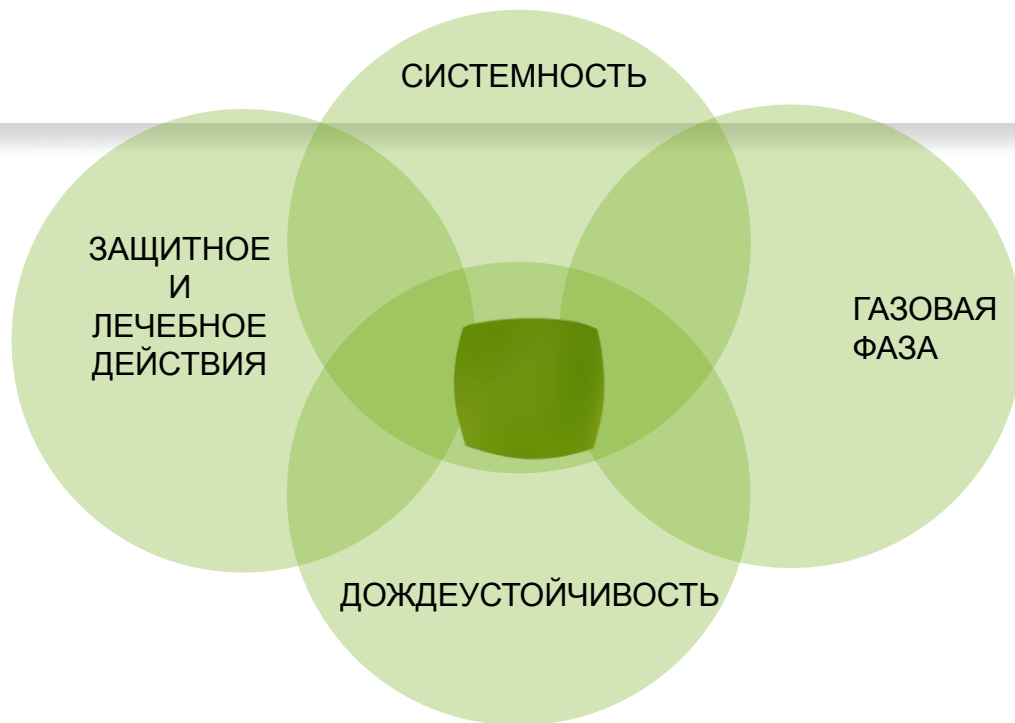 СИСТЕМНОСТЬ
ЗАЩИТНОЕ
И
ЛЕЧЕБНОЕ
ДЕЙСТВИЯ
ГАЗОВАЯ
ФАЗА
ДОЖДЕУСТОЙЧИВОСТЬ